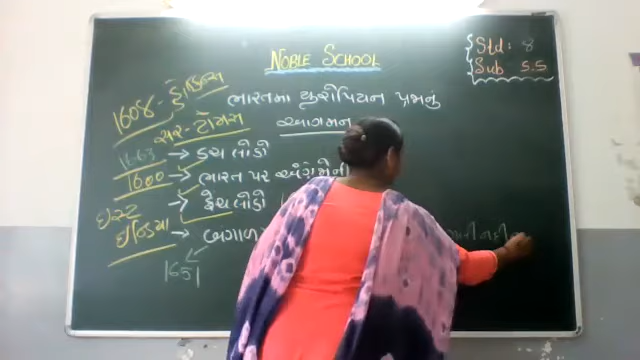 NOBLE SCHOOL
Std: 8
Sub S.S
ભારતમાં યુરોપિયન પ્રજાનું
આગમન
1608 - હોકિન્સ
સર-ટોમસ
1663 → ડચ લોકો
1600 → ભારત પર અંગ્રેજોની
→ ફ્રેંચ લોકો
ઇસ્ટ
ઇન્ડિયા → બંગાળ
1651